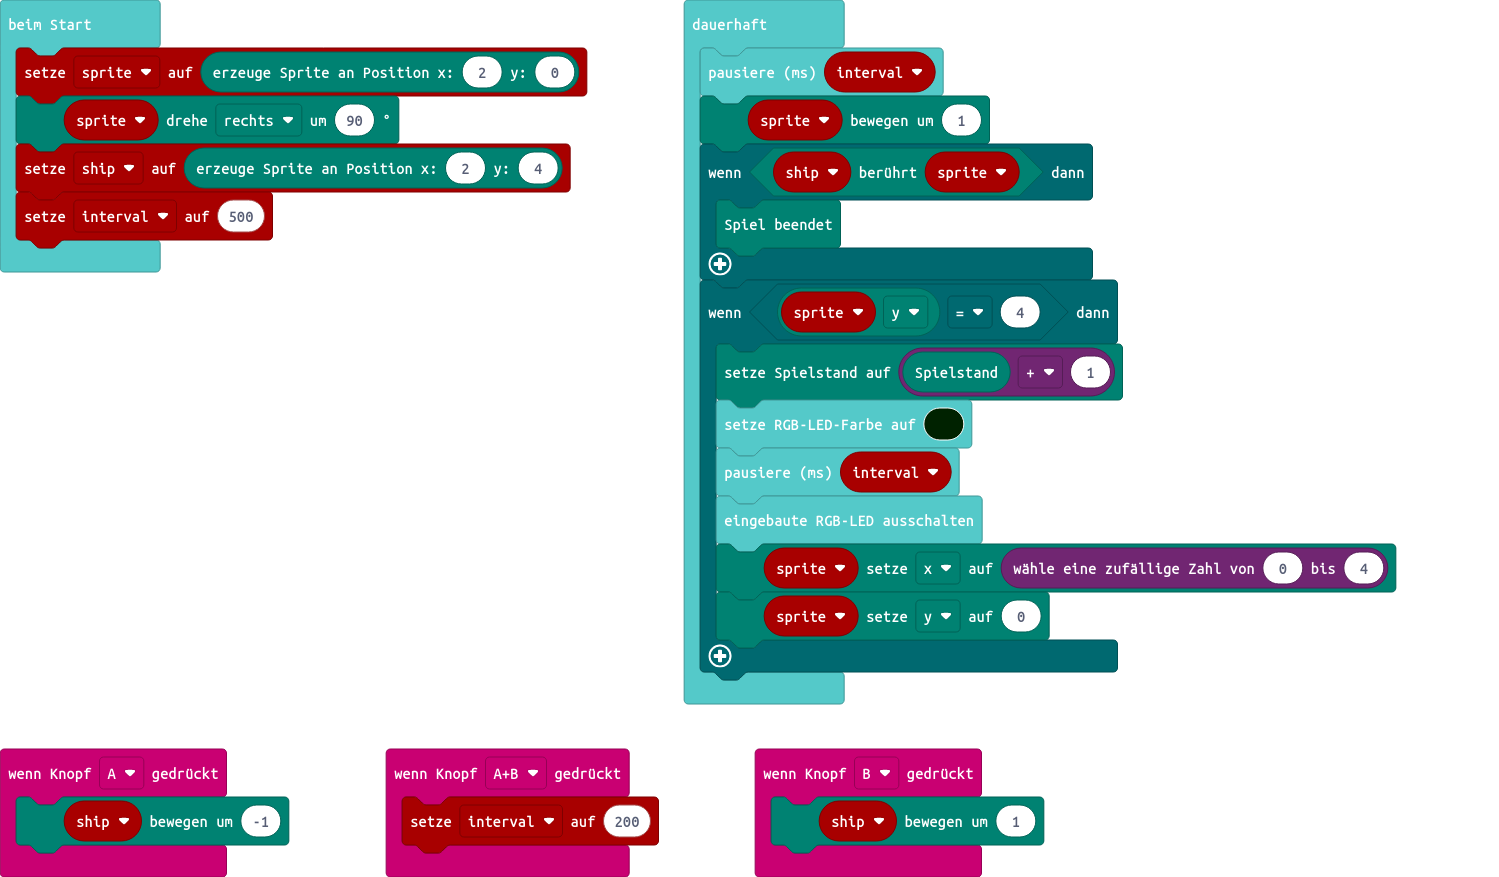 beim Start
setze sprite auf erzeuge Sprite an Position x: 2 y: 0
sprite drehe rechts um 90 °
setze ship auf erzeuge Sprite an Position x: 2 y: 4
setze interval auf 500
dauerhaft
pausiere (ms) interval
sprite bewegen um 1
wenn ship berührt sprite dann
Spiel beendet
wenn sprite y = 4 dann
setze Spielstand auf Spielstand + 1
setze RGB-LED-Farbe auf
pausiere (ms) interval
eingebaute RGB-LED ausschalten
sprite setze x auf wähle eine zufällige Zahl von 0 bis 4
sprite setze y auf 0
wenn Knopf A gedrückt
ship bewegen um -1
wenn Knopf A+B gedrückt
setze interval auf 200
wenn Knopf B gedrückt
ship bewegen um 1